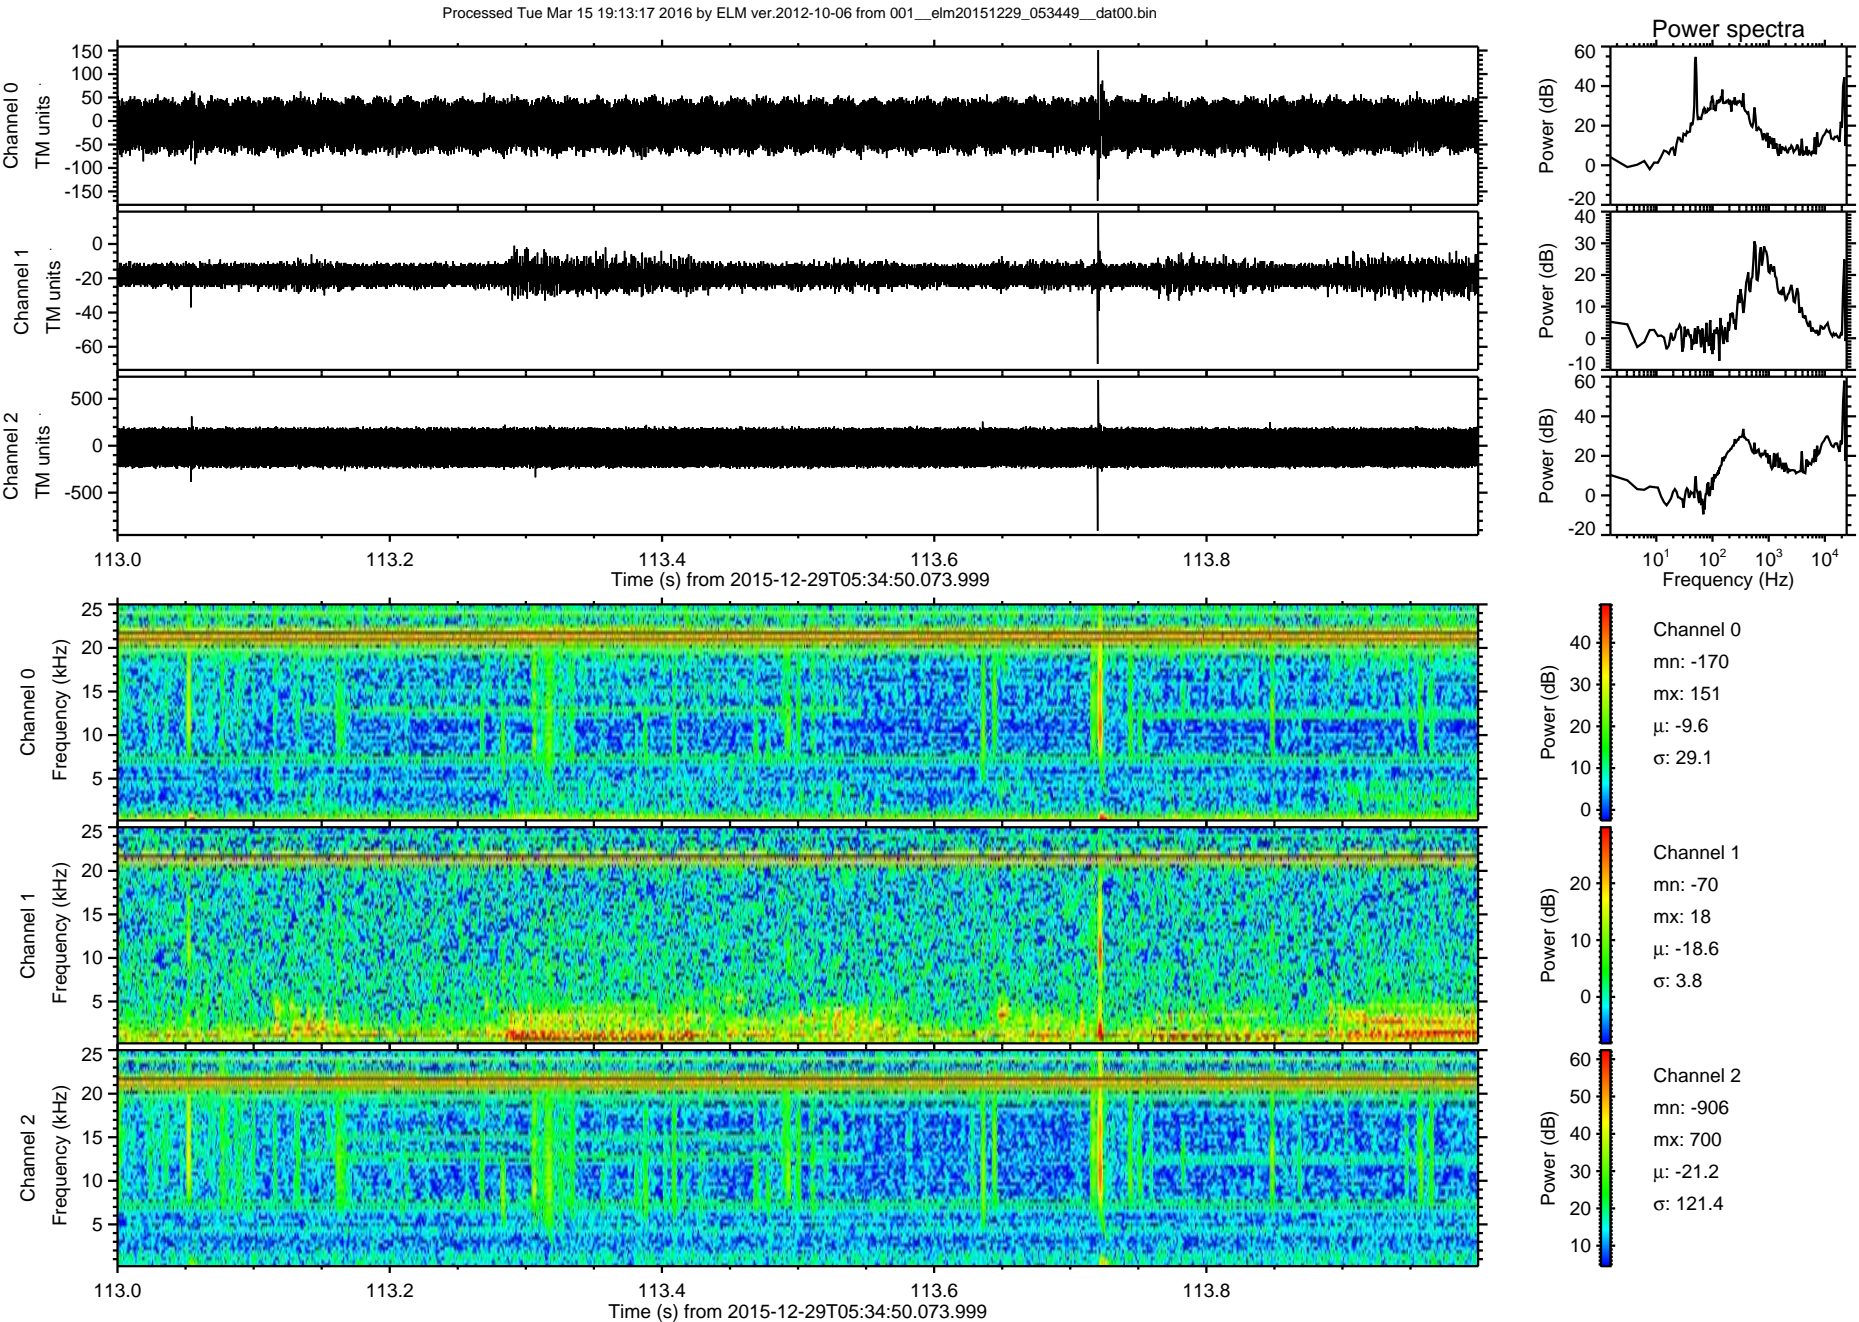 Processed Tue Mar 15 19:13:17 2016 by ELM ver.2012-10-06 from 001__elm20151229_053449__dat00.bin
Power spectra
Channel 0
TM units
150
100
50
0
-50
-100
-150
Power (dB)
60
40
20
0
-20
Channel 1
TM units
0
-20
-40
-60
Power (dB)
40
30
20
10
0
-10
Channel 2
TM units
500
0
-500
Power (dB)
60
40
20
0
-20
113.0 113.2 113.4 113.6 113.8
Time (s) from 2015-12-29T05:34:50.073.999
10¹ 10² 10³ 10⁴
Frequency (Hz)
Channel 0
Frequency (kHz)
25
20
15
10
5
Power (dB)
40
30
20
10
0
Channel 0
mn: -170
mx: 151
μ: -9.6
σ: 29.1
Channel 1
Frequency (kHz)
25
20
15
10
5
Power (dB)
20
10
0
Channel 1
mn: -70
mx: 18
μ: -18.6
σ: 3.8
Channel 2
Frequency (kHz)
25
20
15
10
5
Power (dB)
60
50
40
30
20
10
Channel 2
mn: -906
mx: 700
μ: -21.2
σ: 121.4
113.0 113.2 113.4 113.6 113.8
Time (s) from 2015-12-29T05:34:50.073.999